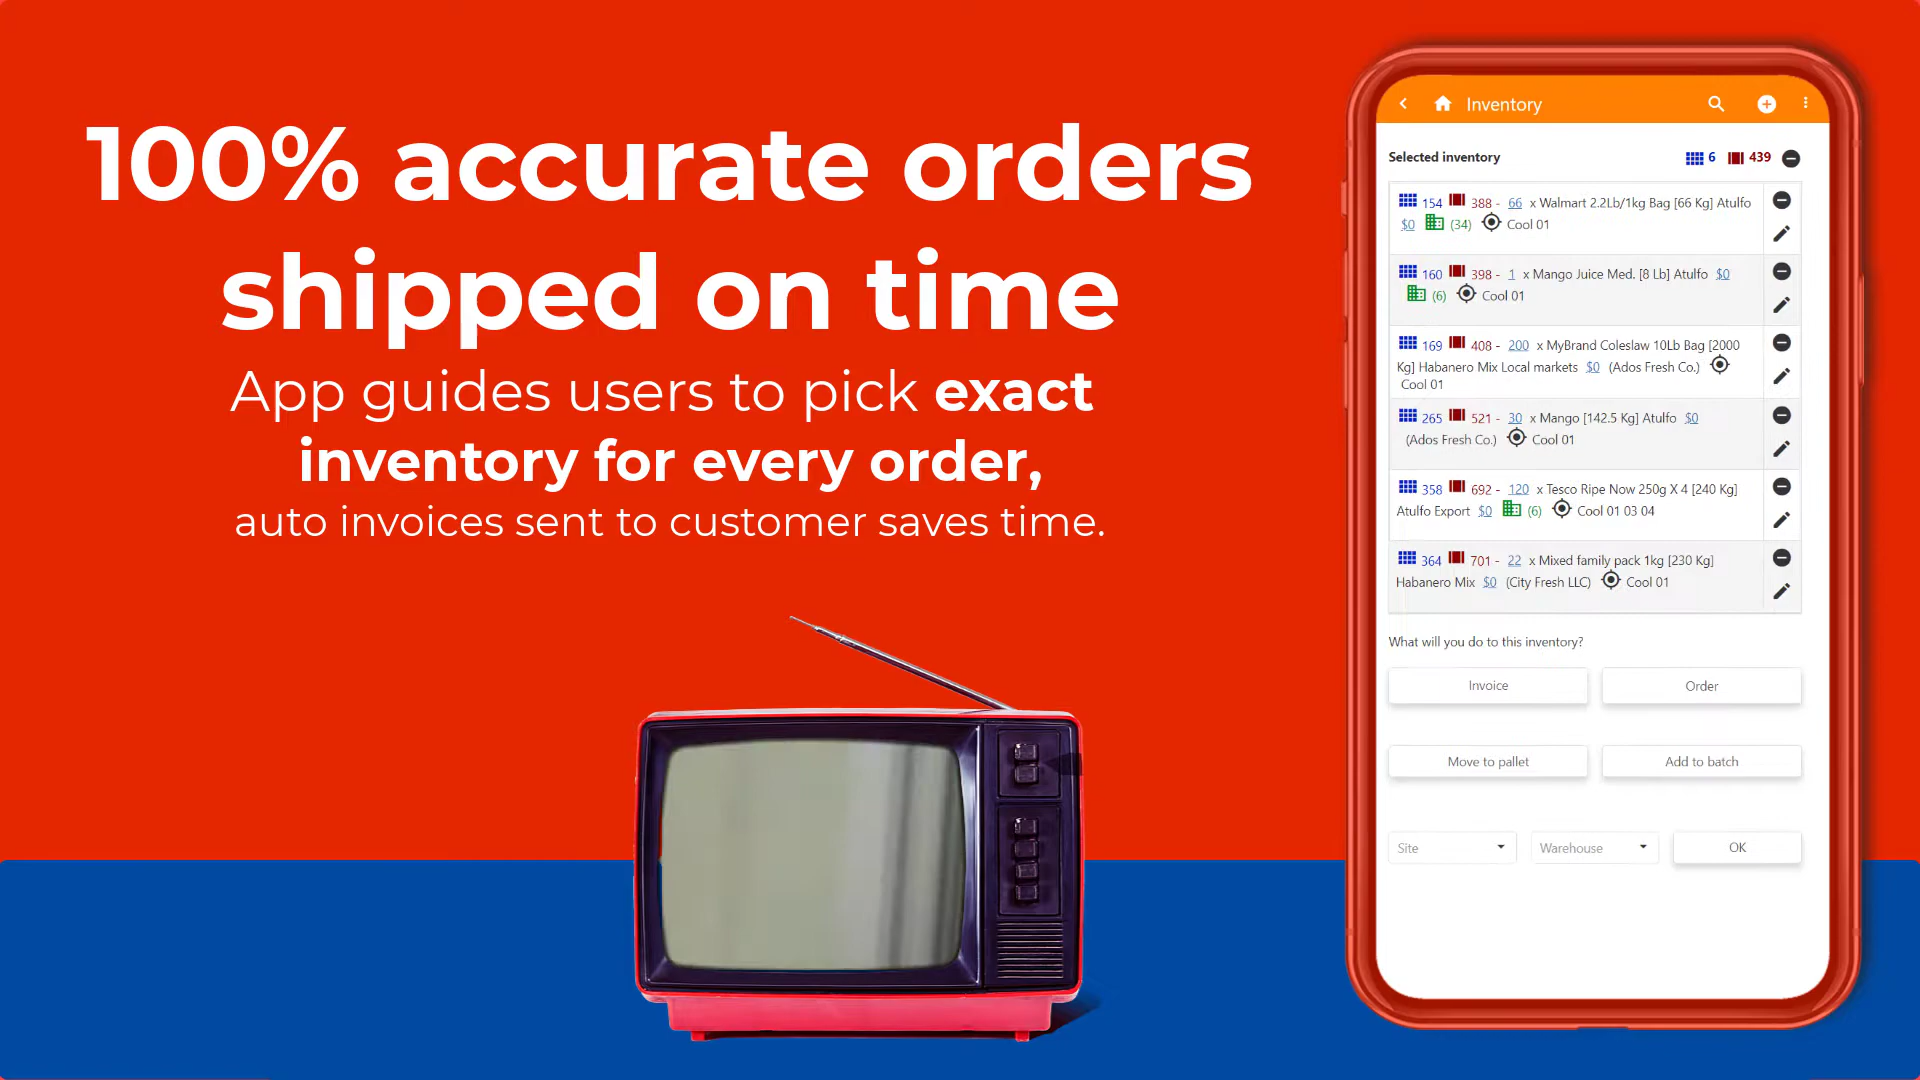 100% accurate orders
shipped on time
App guides users to pick exact
inventory for every order,
auto invoices sent to customer saves time.
Inventory
Selected inventory 6 439
154 388 - 66 x Walmart 2.2Lb/1kg Bag [66 Kg] Atulfo
$0 (34) Cool 01
160 398 - 1 x Mango Juice Med. [8 Lb] Atulfo $0
(6) Cool 01
169 408 - 200 x MyBrand Coleslaw 10Lb Bag [2000
Kg] Habanero Mix Local markets $0 (Ados Fresh Co.)
Cool 01
265 521 - 30 x Mango [142.5 Kg] Atulfo $0
(Ados Fresh Co.) Cool 01
358 692 - 120 x Tesco Ripe Now 250g X 4 [240 Kg]
Atulfo Export $0 (6) Cool 01 03 04
364 701 - 22 x Mixed family pack 1kg [230 Kg]
Habanero Mix $0 (City Fresh LLC) Cool 01
What will you do to this inventory?
Invoice Order
Move to pallet Add to batch
Site Warehouse OK